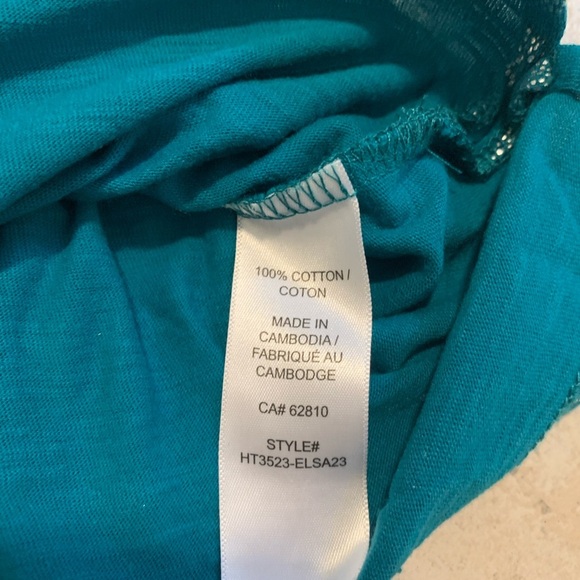 100% COTTON /
COTON
MADE IN
CAMBODIA /
FABRIQUÉ AU
CAMBODGE
CA# 62810
STYLE#
HT3523-ELSA23